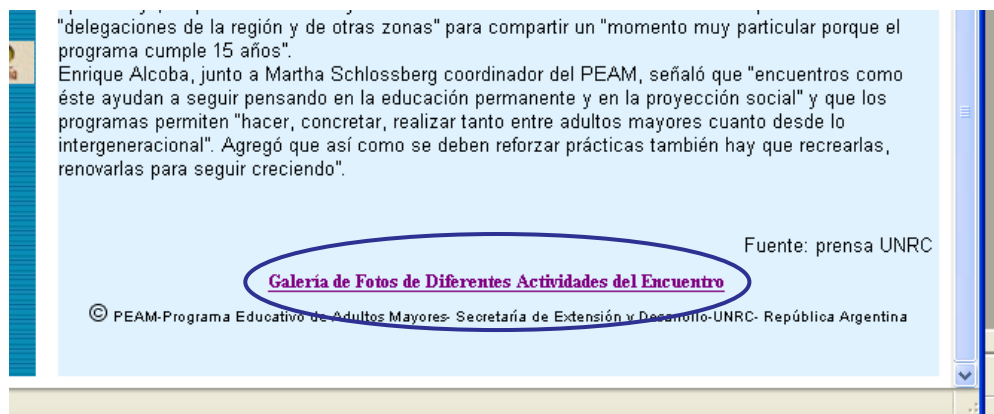 "delegaciones de la región y de otras zonas" para compartir un "momento muy particular porque el
programa cumple 15 años".
Enrique Alcoba, junto a Martha Schlossberg coordinador del PEAM, señaló que "encuentros como
éste ayudan a seguir pensando en la educación permanente y en la proyección social" y que los
programas permiten "hacer, concretar, realizar tanto entre adultos mayores cuanto desde lo
intergeneracional". Agregó que así como se deben reforzar prácticas también hay que recrearlas,
renovarlas para seguir creciendo".
Fuente: prensa UNRC
Galería de Fotos de Diferentes Actividades del Encuentro
© PEAM-Programa Educativo de Adultos Mayores- Secretaría de Extensión y Desarrollo-UNRC- República Argentina